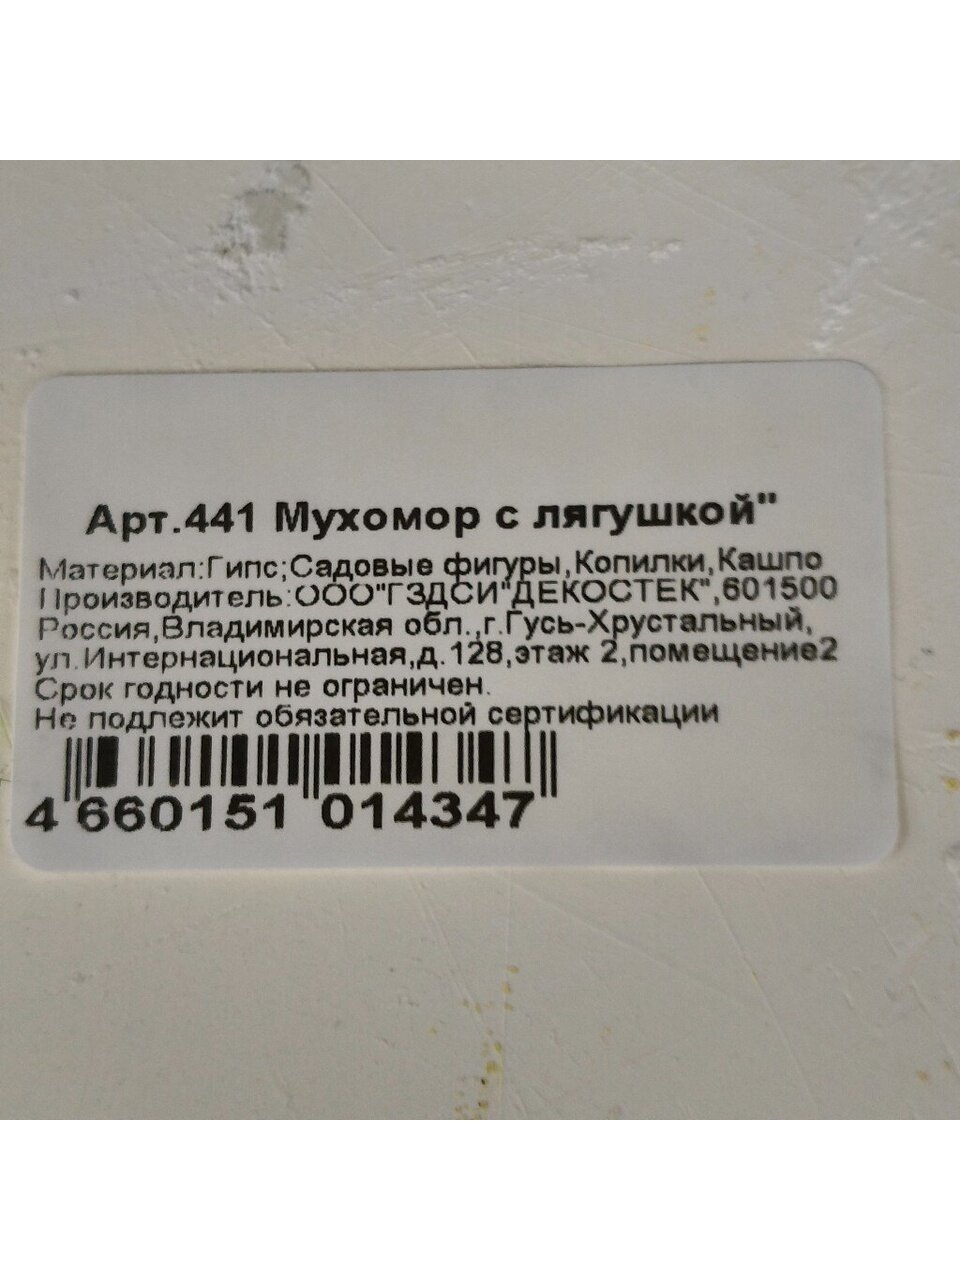 Арт.441 Мухомор с лягушкой"
Материал:Гипс;Садовые фигуры,Копилки,Кашпо
Производитель:ООО"ГЗДСИ"ДЕКОСТЕК",601500
Россия,Владимирская обл.,г.Гусь-Хрустальный,
ул.Интернациональная,д.128,этаж 2,помещение2
Срок годности не ограничен.
Не подлежит обязательной сертификации
4 660151 014347